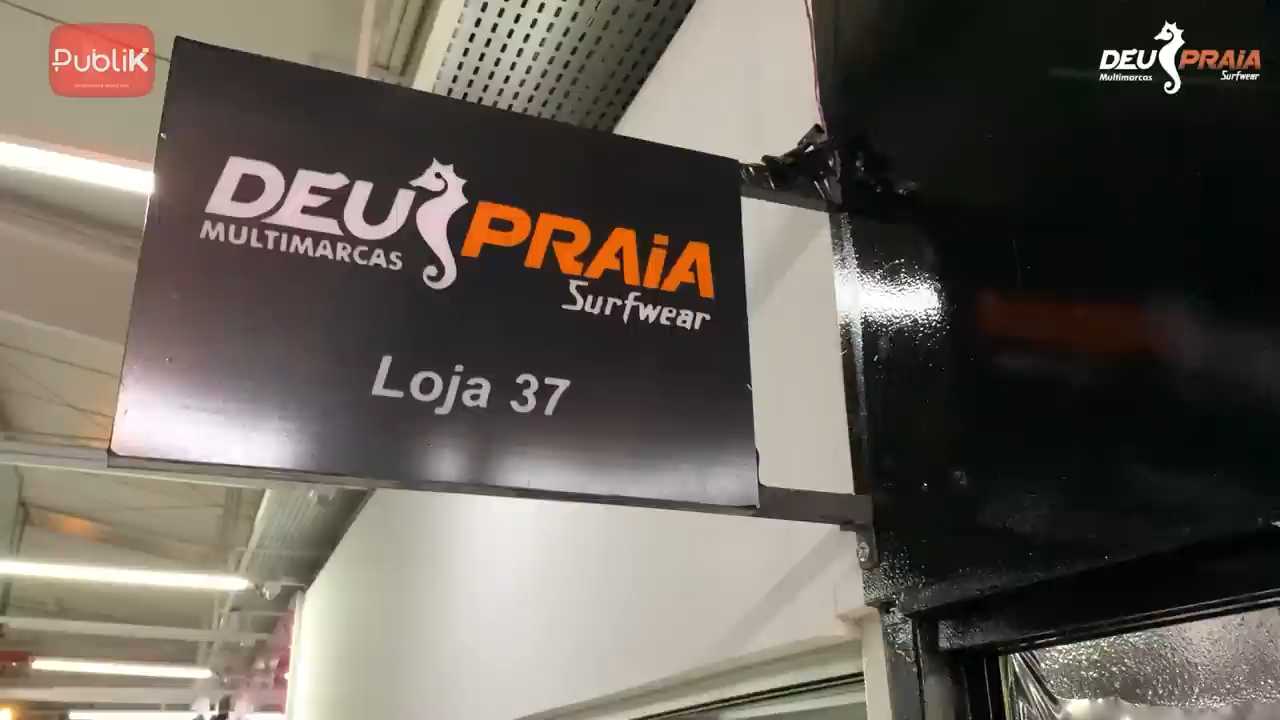 PubliK
DEU PRAiA
Multimarcas Surfwear
DEU PRAiA
MULTIMARCAS
Surfwear
Loja 37